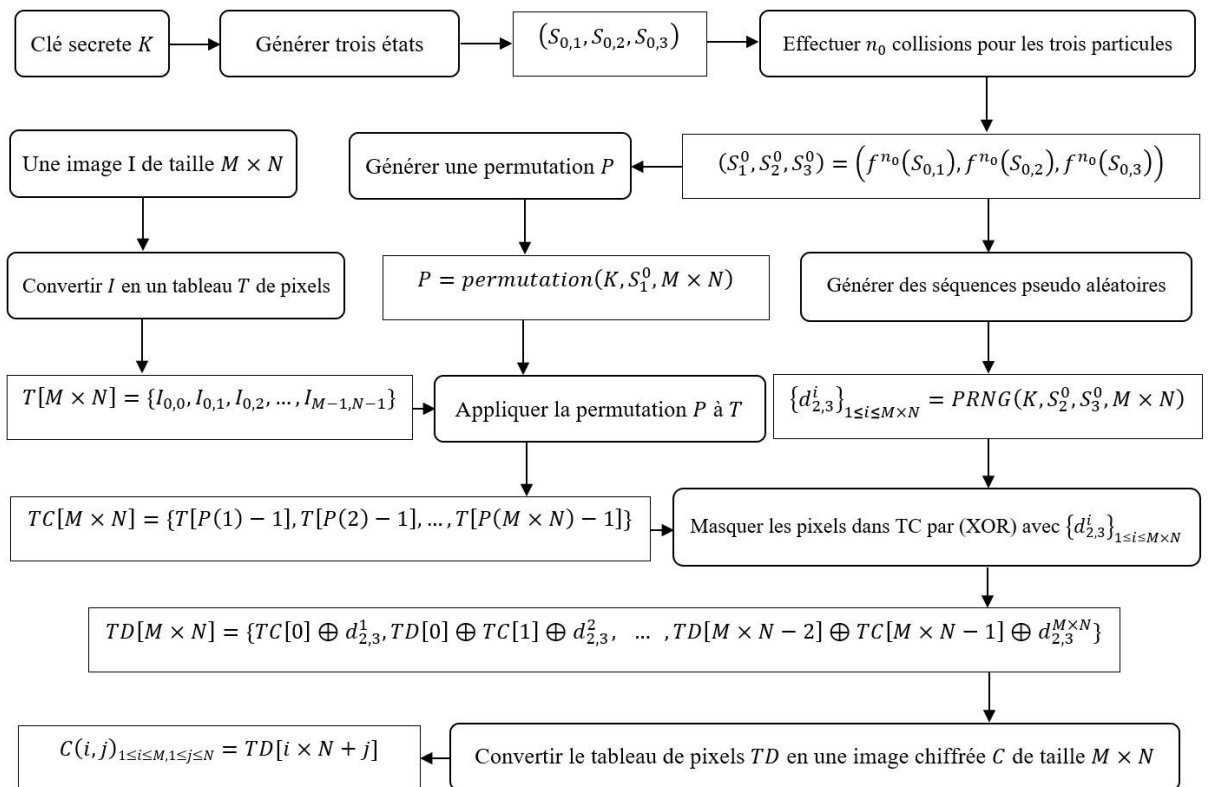 Clé secrete K
Générer trois états
(S_{0,1}, S_{0,2}, S_{0,3})
Effectuer n_0 collisions pour les trois particules
Une image I de taille M × N
Générer une permutation P
(S_1^0, S_2^0, S_3^0) = (f^{n_0}(S_{0,1}), f^{n_0}(S_{0,2}), f^{n_0}(S_{0,3}))
Convertir I en un tableau T de pixels
P = permutation(K, S_1^0, M × N)
Générer des séquences pseudo aléatoires
T[M × N] = {I_{0,0}, I_{0,1}, I_{0,2}, … , I_{M−1,N−1}}
Appliquer la permutation P à T
{d_{2,3}^i}_{1≤i≤M×N} = PRNG(K, S_2^0, S_3^0, M × N)
TC[M × N] = {T[P(1) − 1], T[P(2) − 1], … , T[P(M × N) − 1]}
Masquer les pixels dans TC par (XOR) avec {d_{2,3}^i}_{1≤i≤M×N}
TD[M × N] = {TC[0] ⊕ d_{2,3}^1, TD[0] ⊕ TC[1] ⊕ d_{2,3}^2, … , TD[M × N − 2] ⊕ TC[M × N − 1] ⊕ d_{2,3}^{M×N}}
C(i, j)_{1≤i≤M,1≤j≤N} = TD[i × N + j]
Convertir le tableau de pixels TD en une image chiffrée C de taille M × N